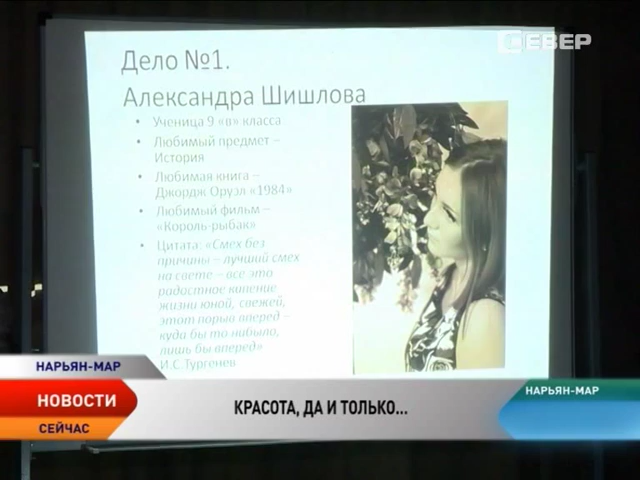 СЕВЕР
Дело №1.
Александра Шишлова
• Ученица 9 «в» класса
• Любимый предмет –
История
• Любимая книга –
Джордж Оруэл «1984»
• Любимый фильм –
«Король-рыбак»
• Цитата: «Смех без
причины – лучший смех
на свете – все это
радостное кипение
жизни юной, свежей,
этот порыв вперед –
куда бы то нибыло,
лишь бы вперед»
И.С.Тургенев
НАРЬЯН-МАР
НОВОСТИ
СЕЙЧАС
КРАСОТА, ДА И ТОЛЬКО...
НАРЬЯН-МАР